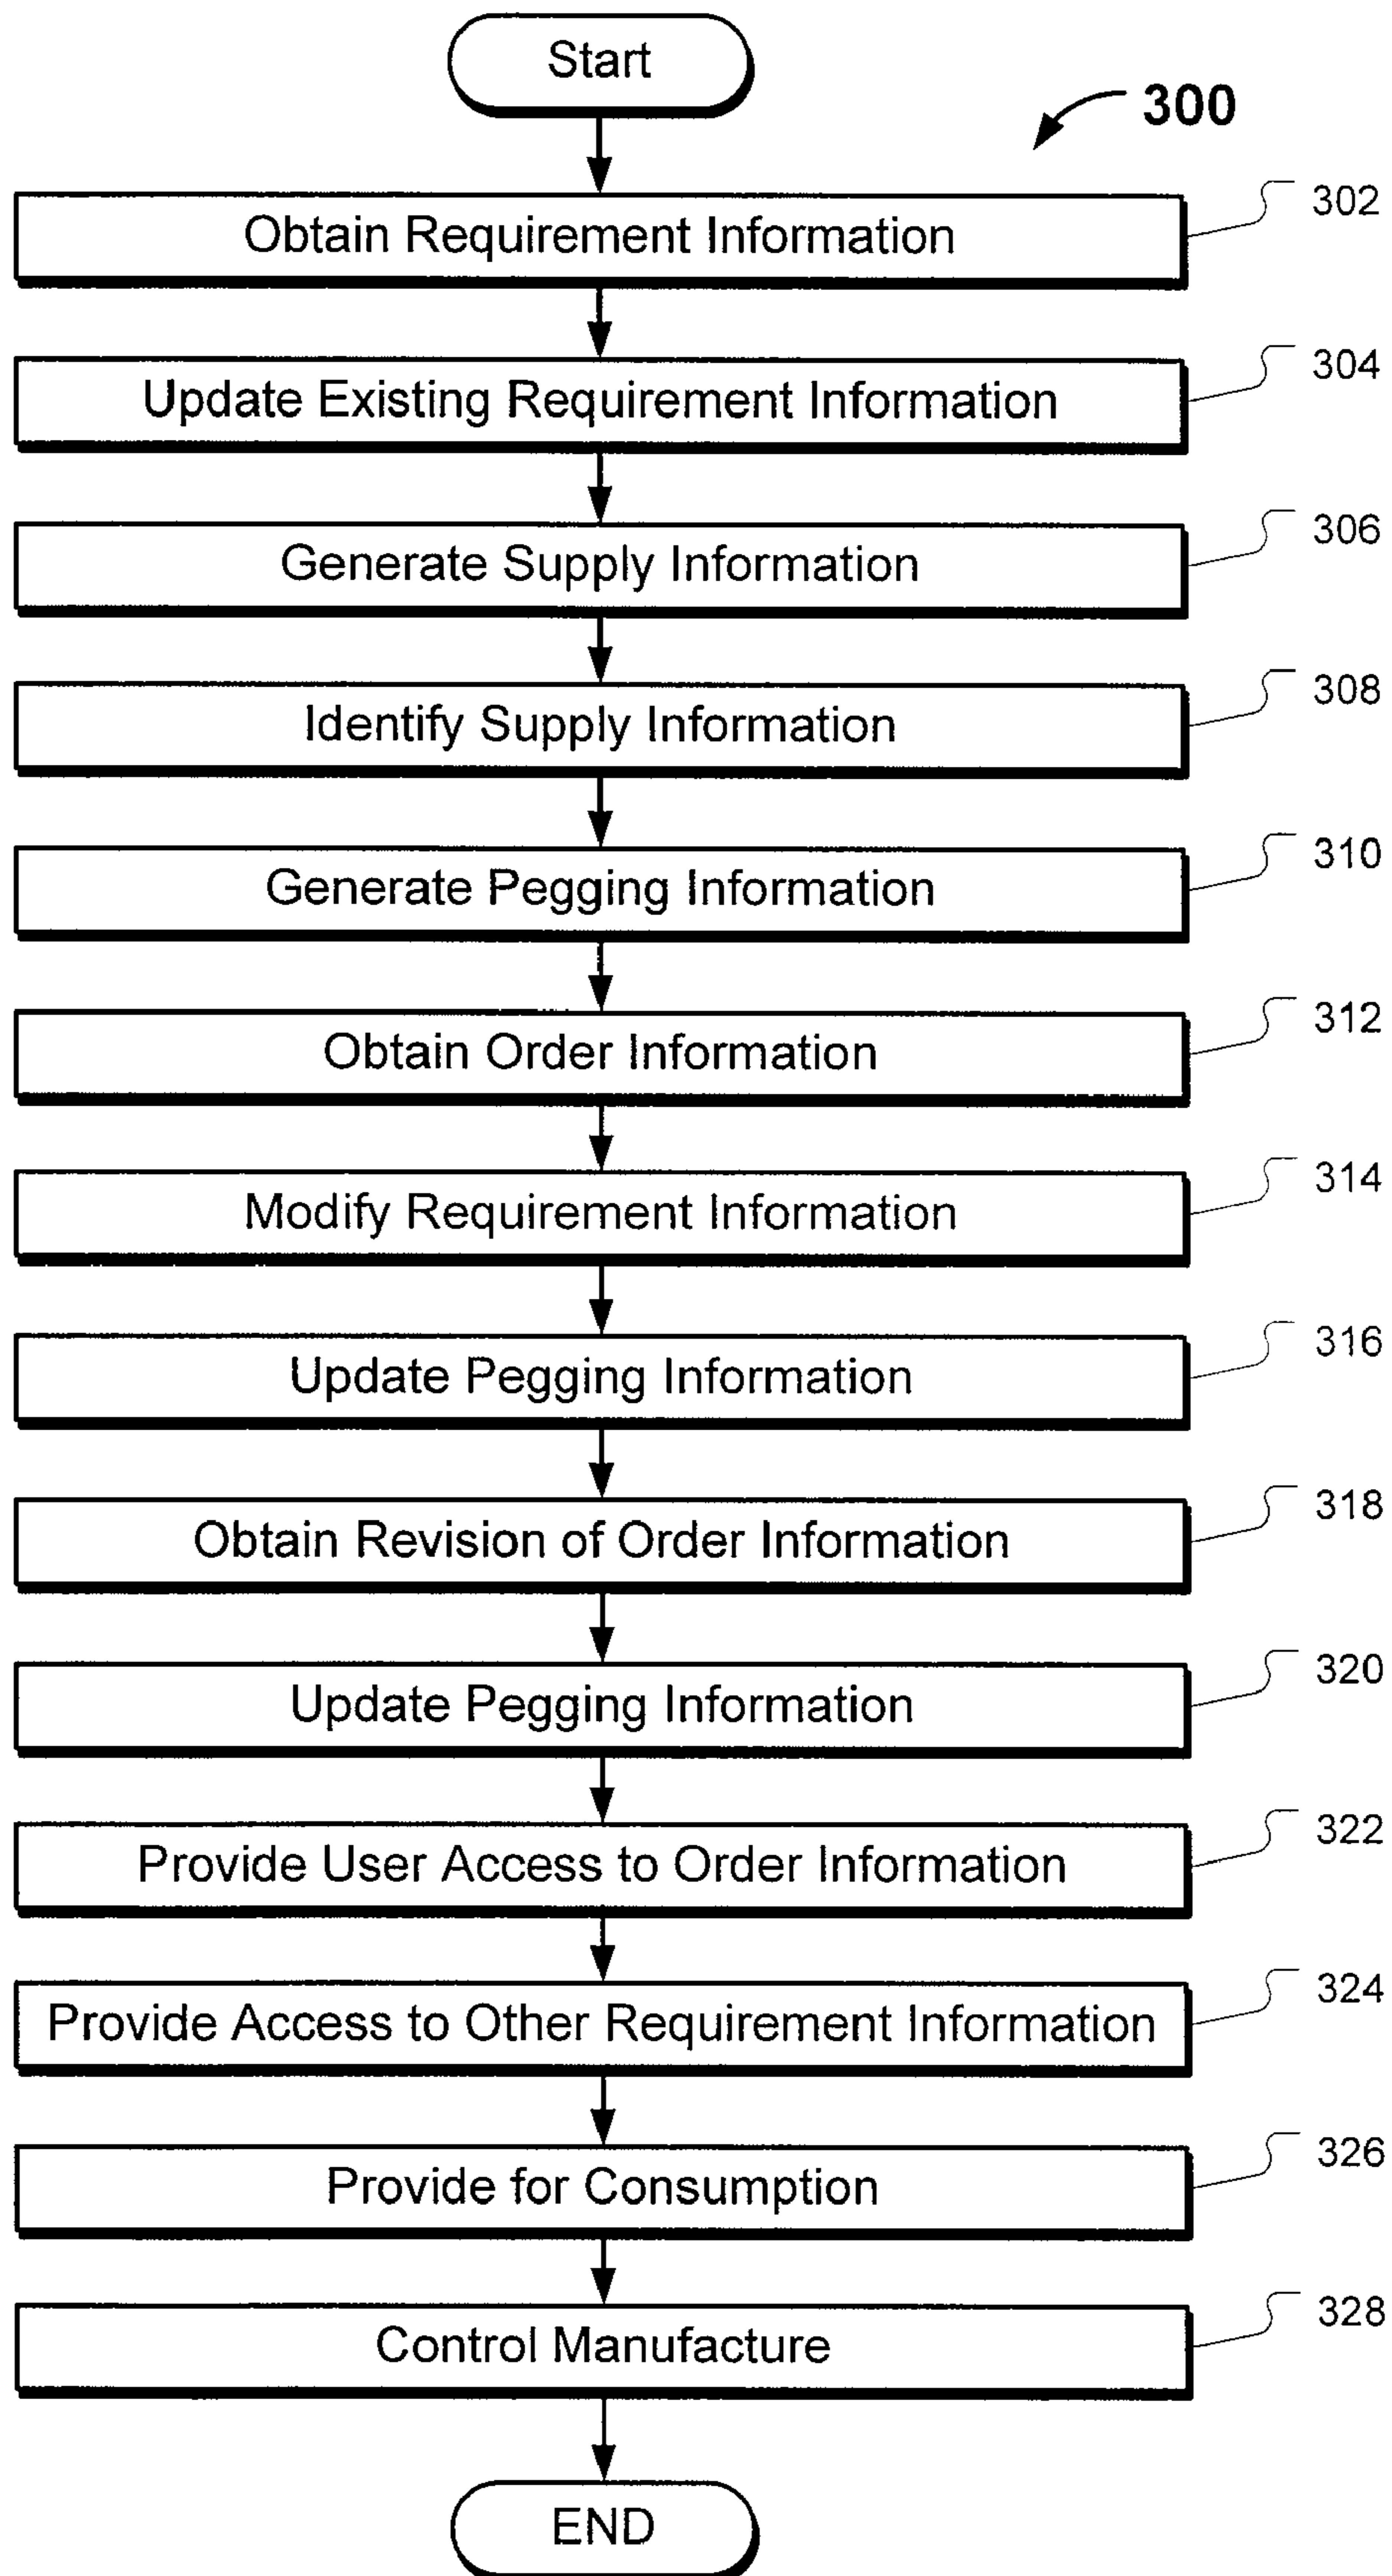 Start
300
Obtain Requirement Information
302
Update Existing Requirement Information
304
Generate Supply Information
306
Identify Supply Information
308
Generate Pegging Information
310
Obtain Order Information
312
Modify Requirement Information
314
Update Pegging Information
316
Obtain Revision of Order Information
318
Update Pegging Information
320
Provide User Access to Order Information
322
Provide Access to Other Requirement Information
324
Provide for Consumption
326
Control Manufacture
328
END